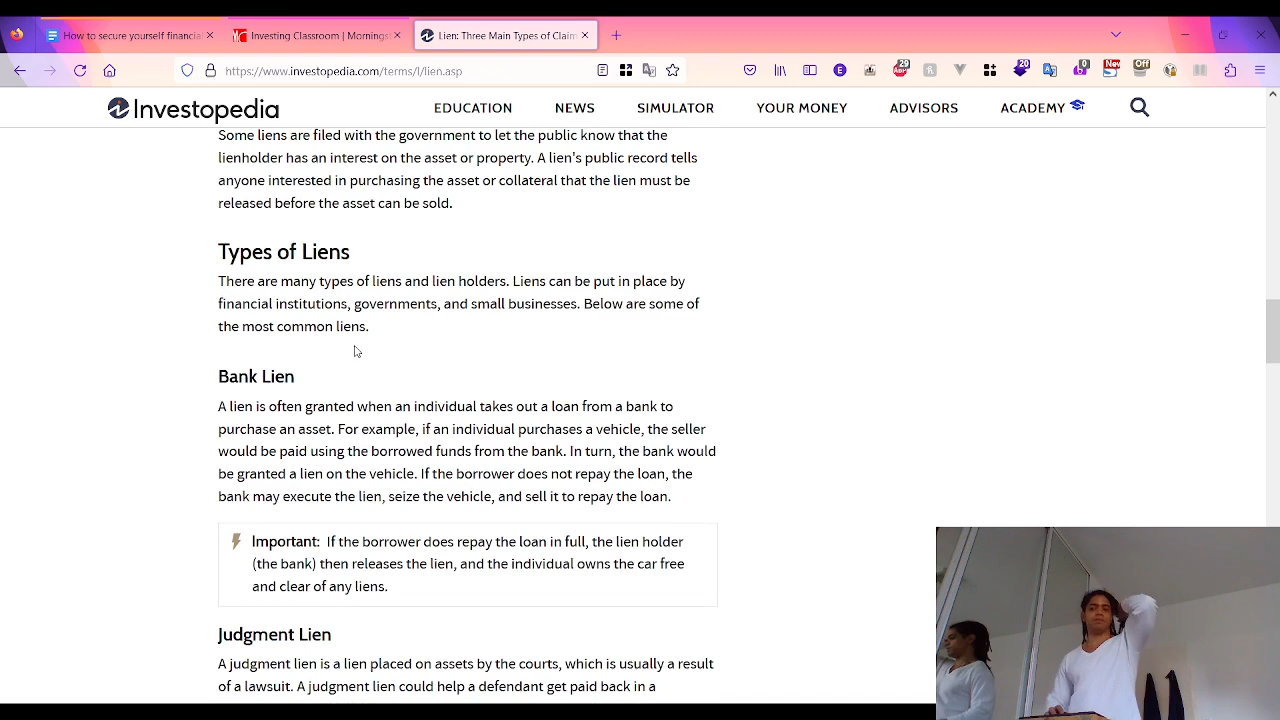 How to secure yourself financial
Investing Classroom | Mornings
Lien: Three Main Types of Claim
https://www.investopedia.com/terms/l/lien.asp
29
20
0
New
Off
Investopedia
EDUCATION
NEWS
SIMULATOR
YOUR MONEY
ADVISORS
ACADEMY
Some liens are filed with the government to let the public know that the
lienholder has an interest on the asset or property. A lien’s public record tells
anyone interested in purchasing the asset or collateral that the lien must be
released before the asset can be sold.
Types of Liens
There are many types of liens and lien holders. Liens can be put in place by
financial institutions, governments, and small businesses. Below are some of
the most common liens.
Bank Lien
A lien is often granted when an individual takes out a loan from a bank to
purchase an asset. For example, if an individual purchases a vehicle, the seller
would be paid using the borrowed funds from the bank. In turn, the bank would
be granted a lien on the vehicle. If the borrower does not repay the loan, the
bank may execute the lien, seize the vehicle, and sell it to repay the loan.
Important: If the borrower does repay the loan in full, the lien holder
(the bank) then releases the lien, and the individual owns the car free
and clear of any liens.
Judgment Lien
A judgment lien is a lien placed on assets by the courts, which is usually a result
of a lawsuit. A judgment lien could help a defendant get paid back in a